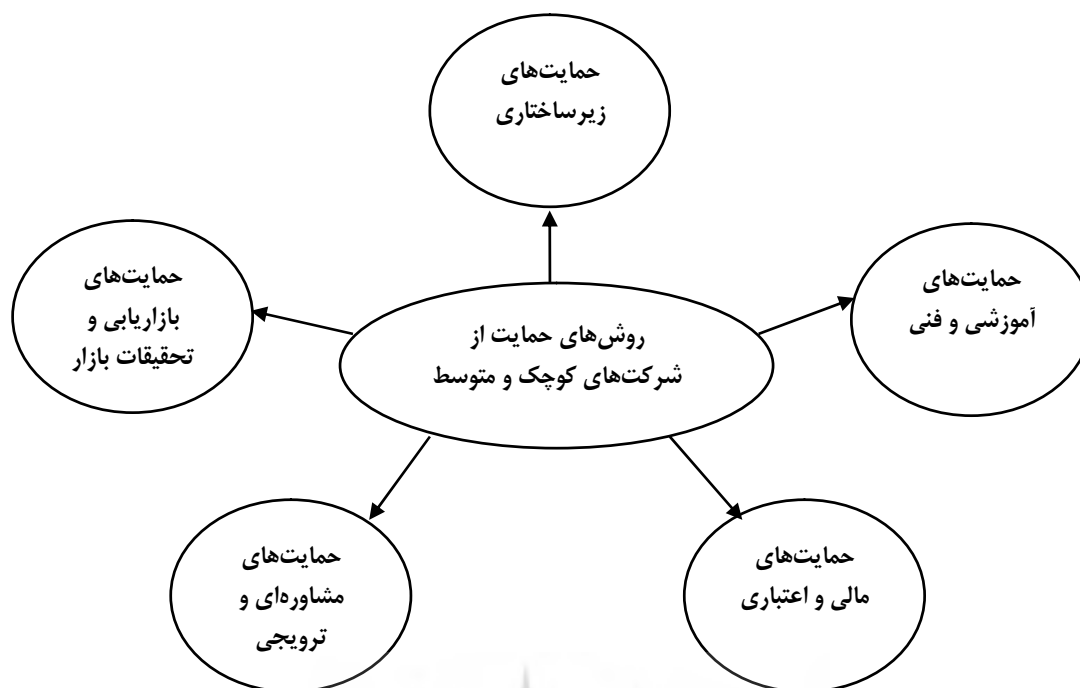 حمایت‌های
زیرساختاری
حمایت‌های
آموزشی و فنی
حمایت‌های
بازاریابی و
تحقیقات بازار
روش‌های حمایت از
شرکت‌های کوچک و متوسط
حمایت‌های
مالی و اعتباری
حمایت‌های
مشاوره‌ای و
ترویجی